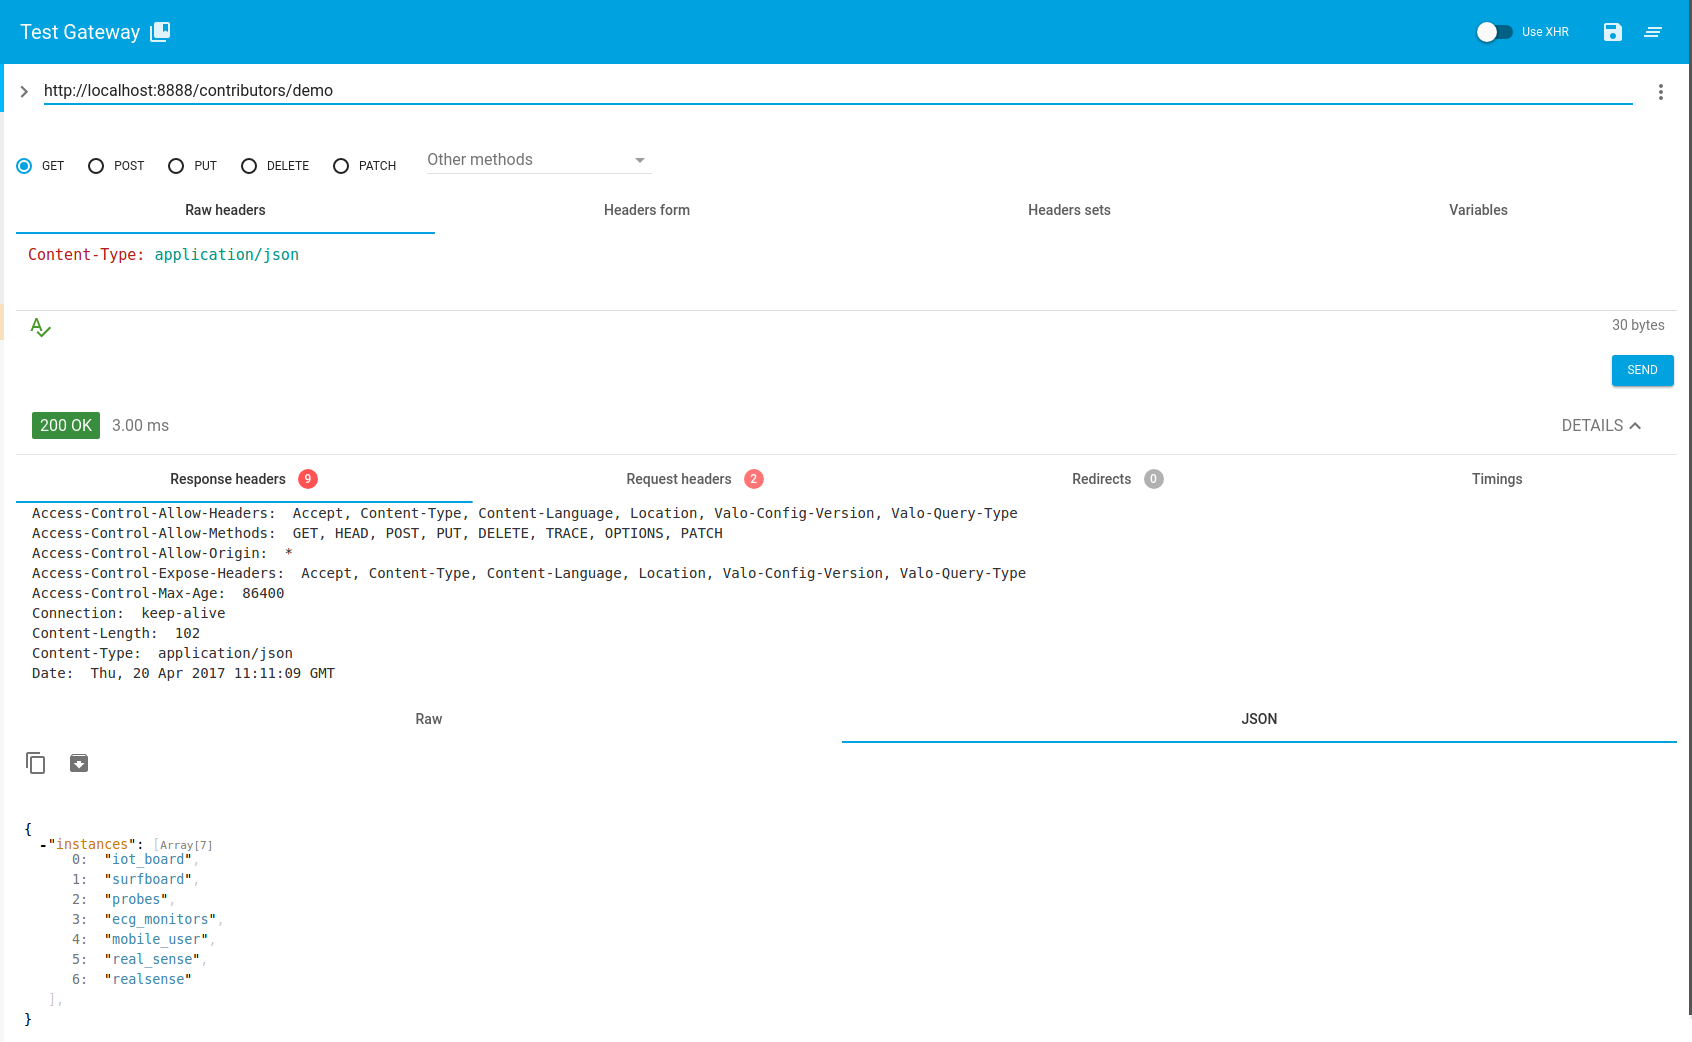 Test Gateway
Use XHR
http://localhost:8888/contributors/demo
GET POST PUT DELETE PATCH Other methods
Raw headers Headers form Headers sets Variables
Content-Type: application/json
30 bytes
SEND
200 OK 3.00 ms DETAILS
Response headers 9 Request headers 2 Redirects 0 Timings
Access-Control-Allow-Headers: Accept, Content-Type, Content-Language, Location, Valo-Config-Version, Valo-Query-Type
Access-Control-Allow-Methods: GET, HEAD, POST, PUT, DELETE, TRACE, OPTIONS, PATCH
Access-Control-Allow-Origin: *
Access-Control-Expose-Headers: Accept, Content-Type, Content-Language, Location, Valo-Config-Version, Valo-Query-Type
Access-Control-Max-Age: 86400
Connection: keep-alive
Content-Length: 102
Content-Type: application/json
Date: Thu, 20 Apr 2017 11:11:09 GMT
Raw JSON
{
-"instances": [Array[7]
0: "iot_board",
1: "surfboard",
2: "probes",
3: "ecg_monitors",
4: "mobile_user",
5: "real_sense",
6: "realsense"
],
}